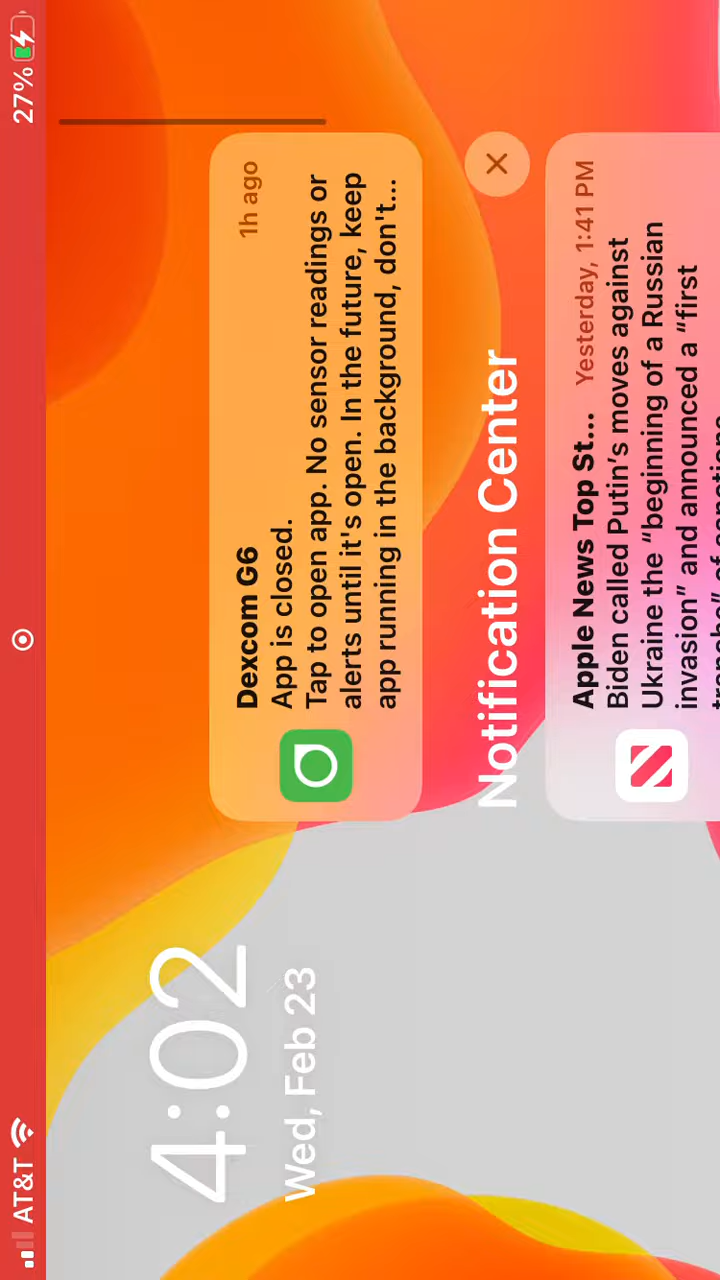 AT&T
27%
4:02
Wed, Feb 23
Dexcom G6
1h ago
App is closed.
Tap to open app. No sensor readings or
alerts until it's open. In the future, keep
app running in the background, don't...
Notification Center
Apple News Top St...
Yesterday, 1:41 PM
Biden called Putin's moves against
Ukraine the “beginning of a Russian
invasion” and announced a “first